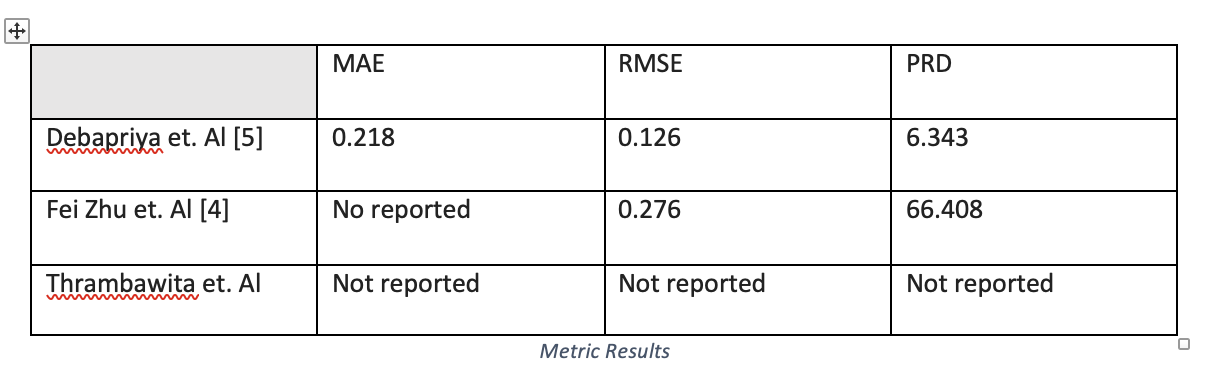 MAE RMSE PRD
Debapriya et. Al [5] 0.218 0.126 6.343
Fei Zhu et. Al [4] No reported 0.276 66.408
Thrambawita et. Al Not reported Not reported Not reported
Metric Results